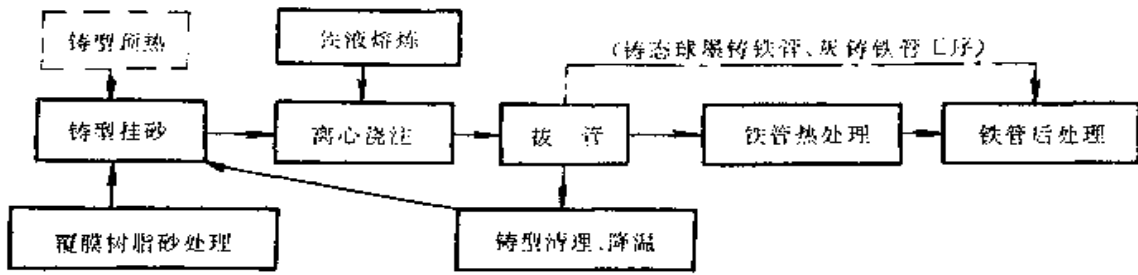 铸型预热
铁液熔炼
(铸态球墨铸铁管、灰铸铁管工序)
铸型挂砂
离心浇注
拔 管
铁管热处理
铁管后处理
覆膜树脂砂处理
铸型清理、降温